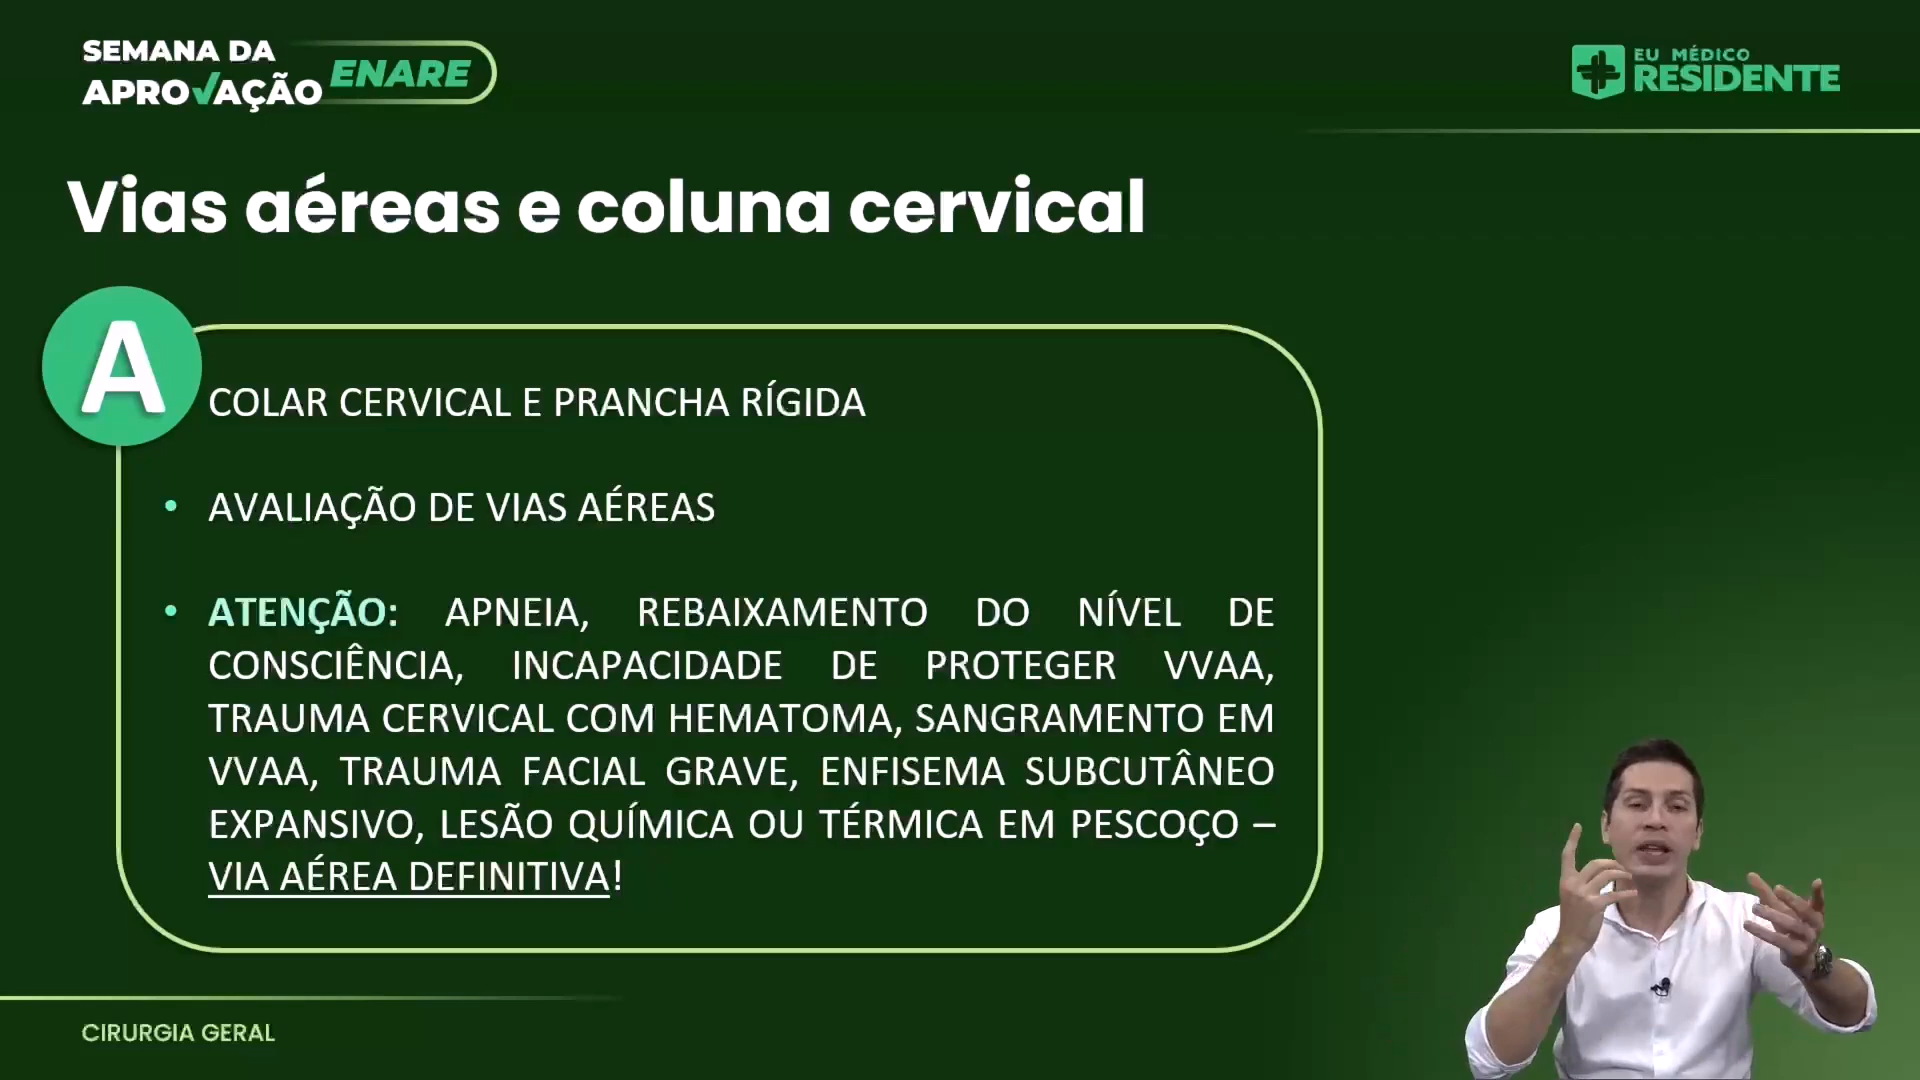 SEMANA DA
APROVAÇÃO ENARE
EU MÉDICO
RESIDENTE
Vias aéreas e coluna cervical
A
COLAR CERVICAL E PRANCHA RÍGIDA
• AVALIAÇÃO DE VIAS AÉREAS
• ATENÇÃO: APNEIA, REBAIXAMENTO DO NÍVEL DE
CONSCIÊNCIA, INCAPACIDADE DE PROTEGER VVAA,
TRAUMA CERVICAL COM HEMATOMA, SANGRAMENTO EM
VVAA, TRAUMA FACIAL GRAVE, ENFISEMA SUBCUTÂNEO
EXPANSIVO, LESÃO QUÍMICA OU TÉRMICA EM PESCOÇO –
VIA AÉREA DEFINITIVA!
CIRURGIA GERAL